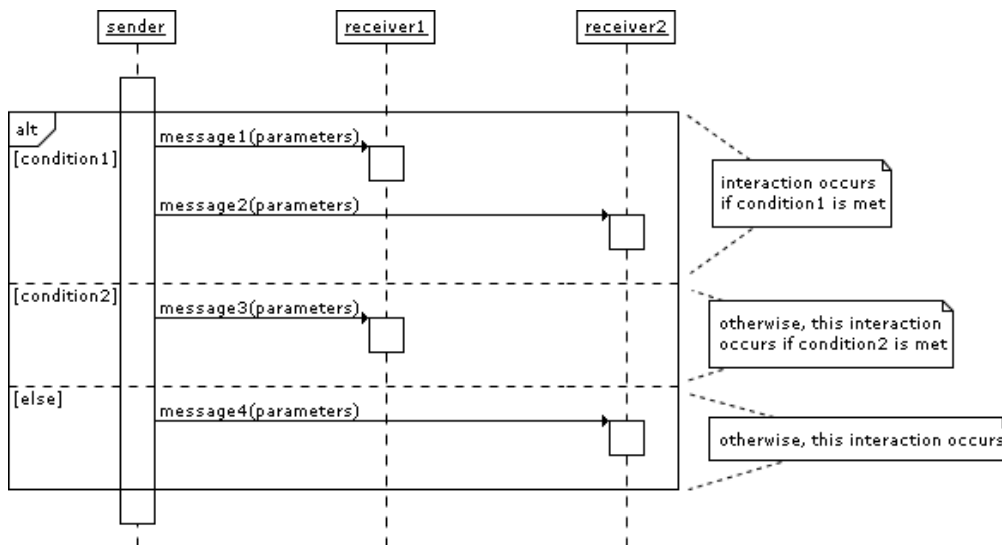 sender
receiver1
receiver2
alt
[condition1]
message1(parameters)
message2(parameters)
interaction occurs
if condition1 is met
[condition2]
message3(parameters)
otherwise, this interaction
occurs if condition2 is met
[else]
message4(parameters)
otherwise, this interaction occurs